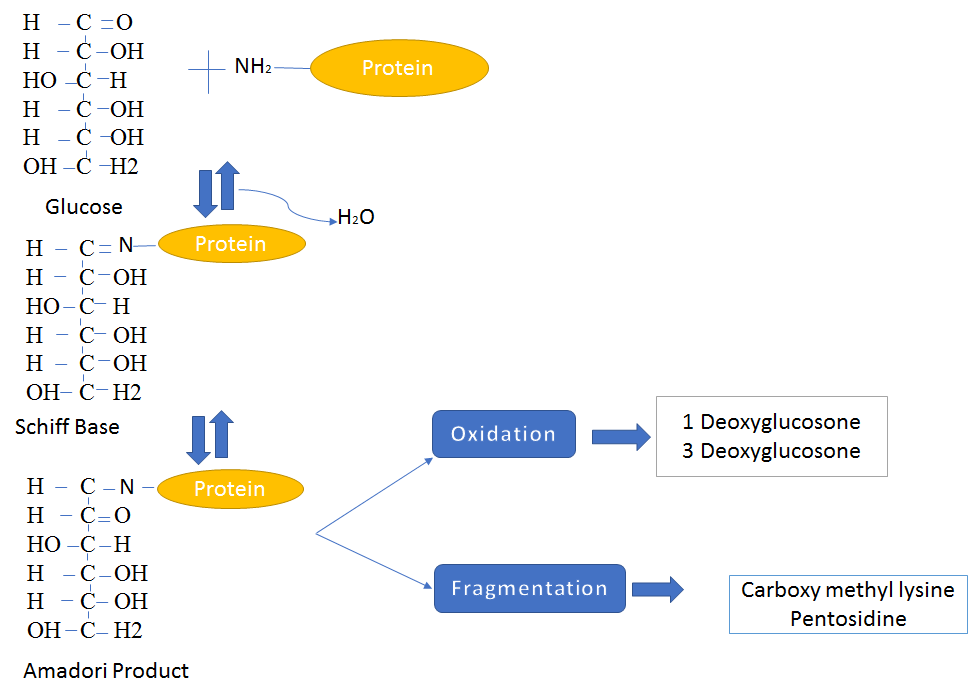 H – C =O
H – C–OH
HO –C –H
H – C–OH
H – C –OH
OH –C –H2
NH2
Protein
Glucose
H2O
H – C = N
Protein
H – C – OH
HO – C – H
H – C – OH
H – C – OH
OH– C – H2
Schiff Base
H – C – N –
Protein
H – C=O
HO –C –H
H – C –OH
H – C – OH
OH –C – H2
Amadori Product
Oxidation
1 Deoxyglucosone
3 Deoxyglucosone
Fragmentation
Carboxy methyl lysine
Pentosidine